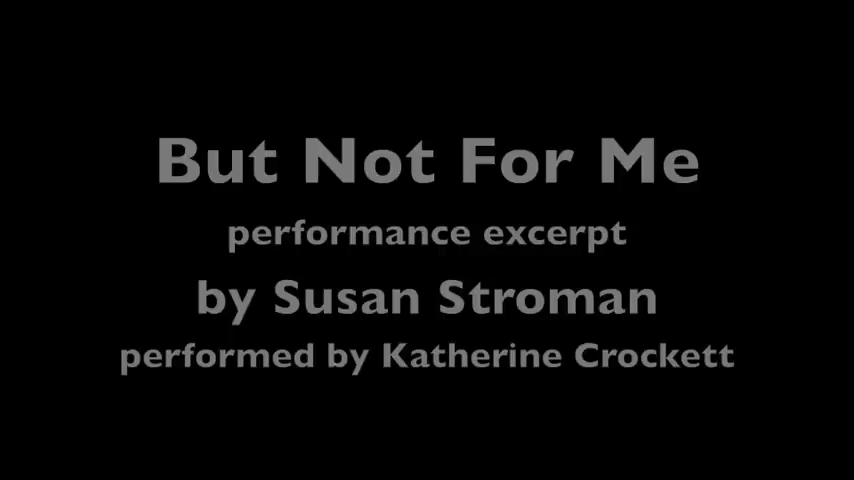 But Not For Me
performance excerpt
by Susan Stroman
performed by Katherine Crockett